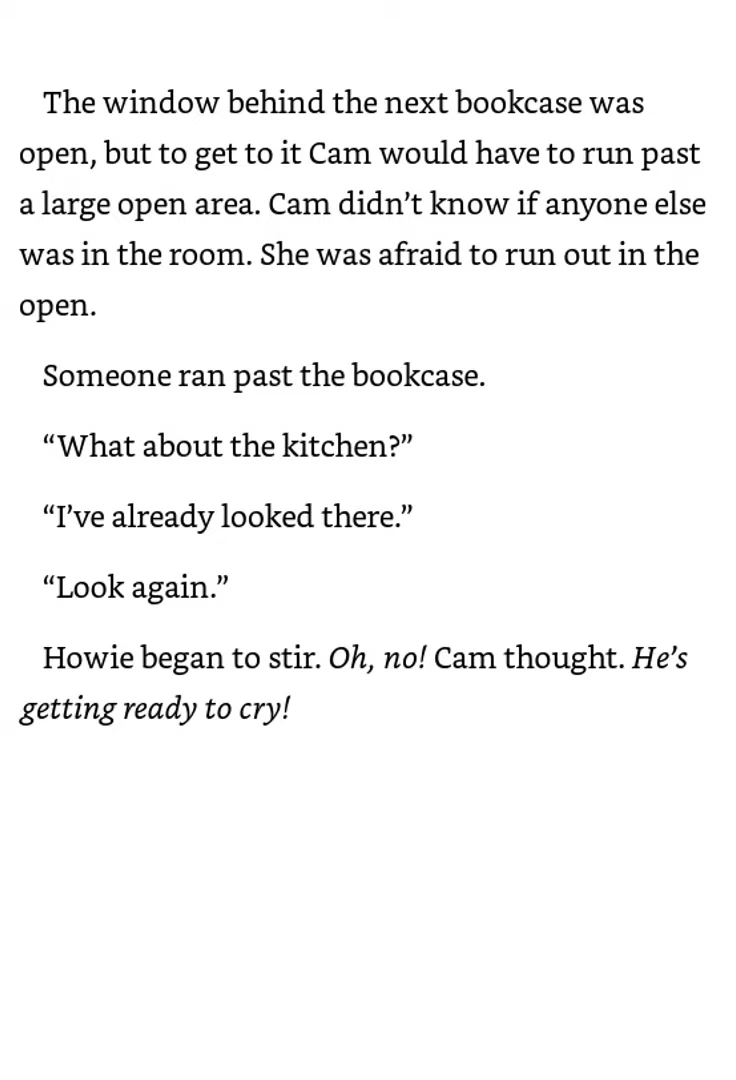 The window behind the next bookcase was
open, but to get to it Cam would have to run past
a large open area. Cam didn’t know if anyone else
was in the room. She was afraid to run out in the
open.
Someone ran past the bookcase.
“What about the kitchen?”
“I’ve already looked there.”
“Look again.”
Howie began to stir. Oh, no! Cam thought. He’s
getting ready to cry!